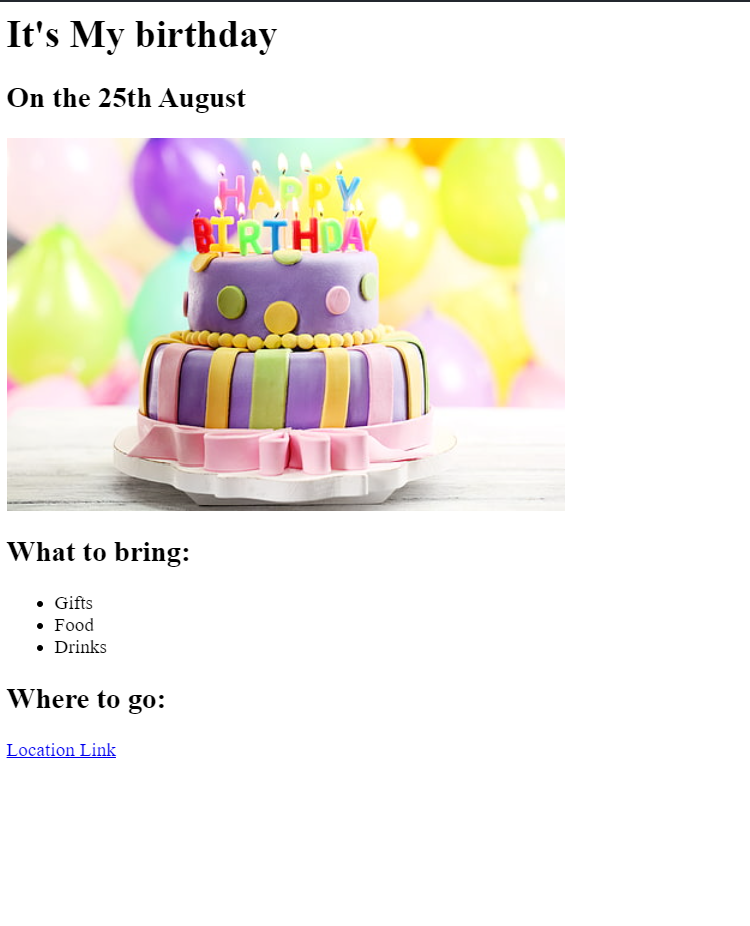 It's My birthday
On the 25th August
HAPPY
BIRTHDAY
What to bring:
Gifts
Food
Drinks
Where to go:
Location Link